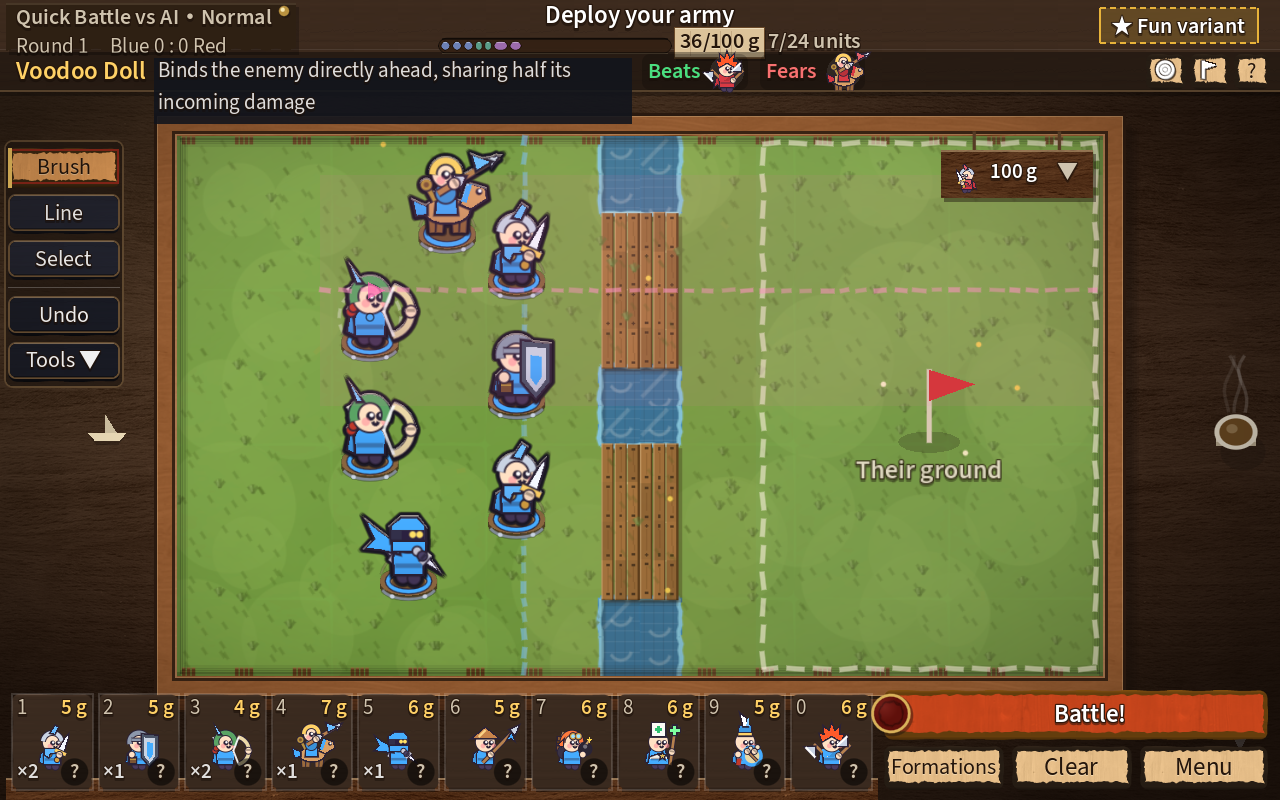 Quick Battle vs AI • Normal
Round 1 Blue 0 : 0 Red
Deploy your army
36/100 g 7/24 units
★ Fun variant
Voodoo Doll
Binds the enemy directly ahead, sharing half its
incoming damage
Beats
Fears
?
Brush
Line
Select
Undo
Tools ▼
100 g ▼
Their ground
1 5 g ×2 ?
2 5 g ×1 ?
3 4 g ×2 ?
4 7 g ×1 ?
5 6 g ×1 ?
6 5 g ?
7 6 g ?
8 6 g ?
9 5 g ?
0 6 g ?
Battle!
Formations
Clear
Menu